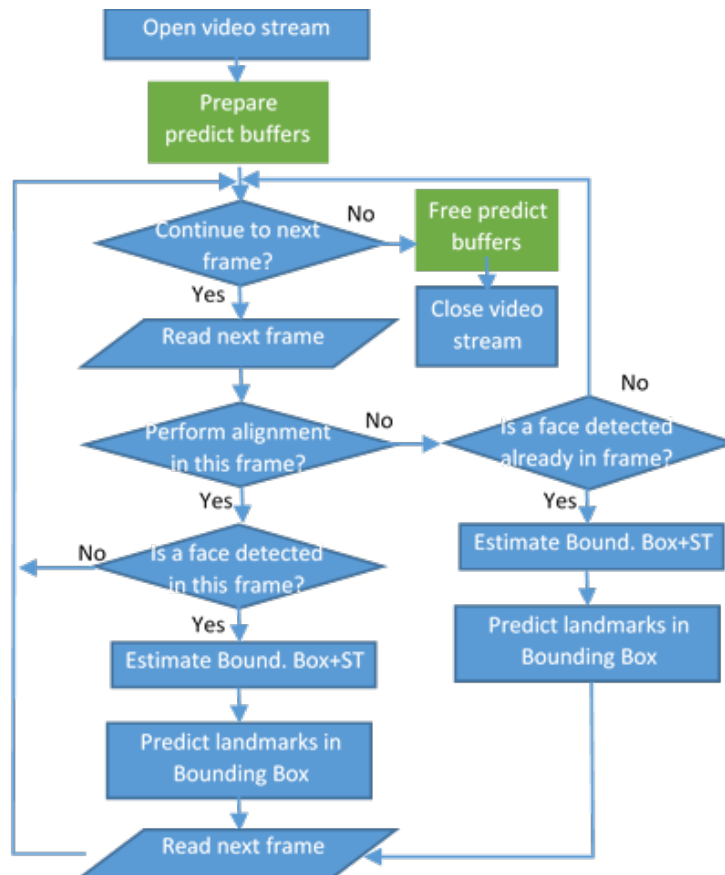 Open video stream
Prepare
predict buffers
Continue to next
frame?
No
Free predict
buffers
Yes
Close video
stream
Read next frame
No
Perform alignment
in this frame?
No
Is a face detected
already in frame?
Yes
Yes
Is a face detected
in this frame?
No
Estimate Bound. Box+ST
Yes
Predict landmarks in
Bounding Box
Estimate Bound. Box+ST
Predict landmarks in
Bounding Box
Read next frame